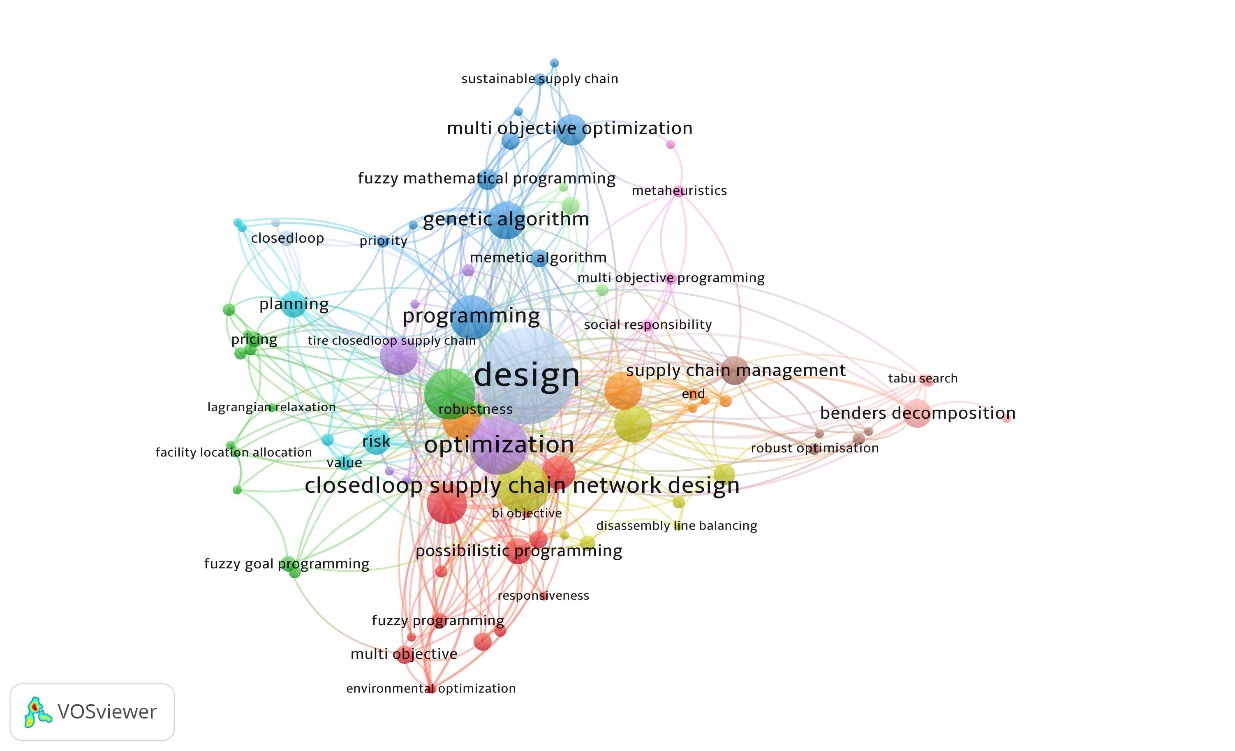 sustainable supply chain
multi objective optimization
fuzzy mathematical programming
metaheuristics
genetic algorithm
closedloop
priority
memetic algorithm
multi objective programming
planning
programming
social responsibility
pricing
tire closedloop supply chain
design
supply chain management
tabu search
end
lagrangian relaxation
robustness
benders decomposition
risk
optimization
robust optimisation
facility location allocation
value
closedloop supply chain network design
bi objective
disassembly line balancing
possibilistic programming
fuzzy goal programming
responsiveness
fuzzy programming
multi objective
environmental optimization
VOSviewer